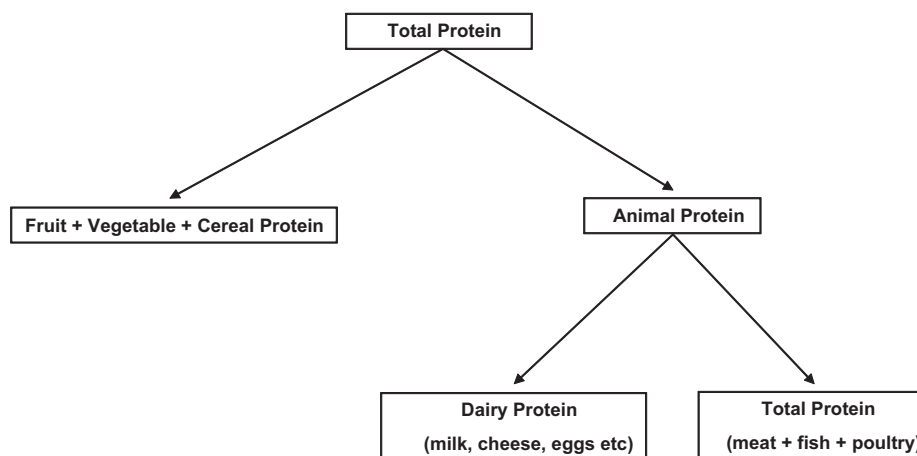 Total Protein
Fruit + Vegetable + Cereal Protein
Animal Protein
Dairy Protein
(milk, cheese, eggs etc)
Total Protein
(meat + fish + poultry)